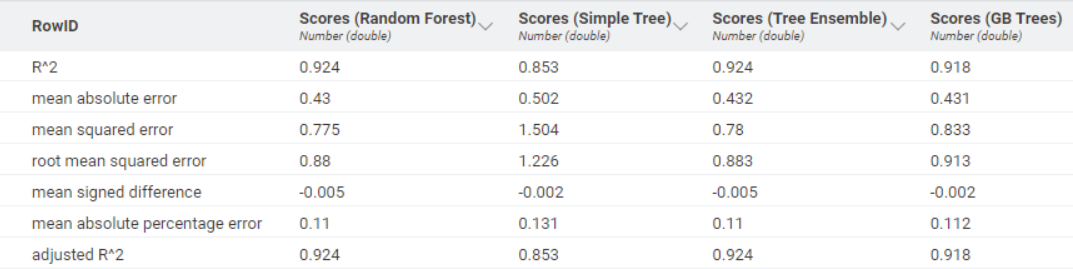 RowID Scores (Random Forest) Scores (Simple Tree) Scores (Tree Ensemble) Scores (GB Trees)
Number (double) Number (double) Number (double) Number (double)
R^2 0.924 0.853 0.924 0.918
mean absolute error 0.43 0.502 0.432 0.431
mean squared error 0.775 1.504 0.78 0.833
root mean squared error 0.88 1.226 0.883 0.913
mean signed difference -0.005 -0.002 -0.005 -0.002
mean absolute percentage error 0.11 0.131 0.11 0.112
adjusted R^2 0.924 0.853 0.924 0.918